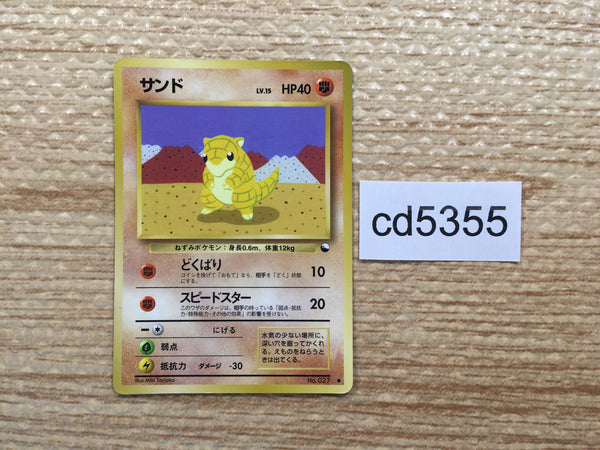 サンド LV.15 HP40
ねずみポケモン：身長0.6m、体重12kg
どくばり 10
コインを投げて「おもて」なら、相手を「どく」状態
にする。
スピードスター 20
このワザのダメージは、相手の持っている「弱点・抵抗
力・特殊能力・その他の効果」の影響を受けない。
にげる
弱点
抵抗力 ダメージ -30
水気の少ない場所に、
深い穴を掘ってかくれ
る。えものをねらうと
きは出てくる。
Illus. Miki Tanaka
No.027
cd5355